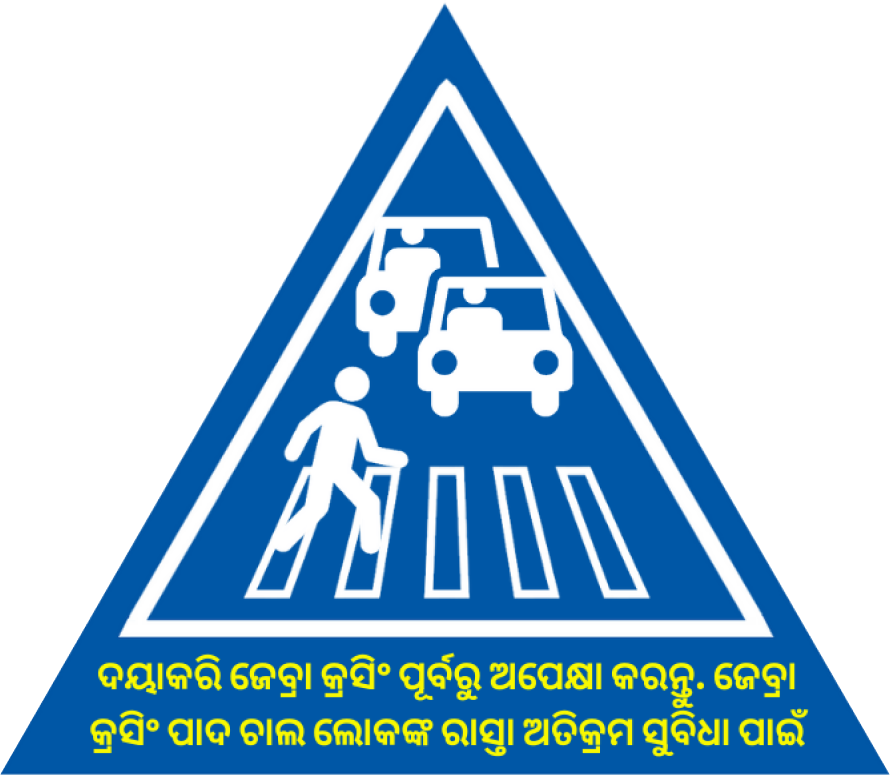 ଦୟାକରି ଜେବ୍ରା କ୍ରସିଂ ପୂର୍ବରୁ ଅପେକ୍ଷା କରନ୍ତୁ. ଜେବ୍ରା
କ୍ରସିଂ ପାଦ ଚାଲ ଲୋକଙ୍କ ରାସ୍ତା ଅତିକ୍ରମ ସୁବିଧା ପାଇଁ